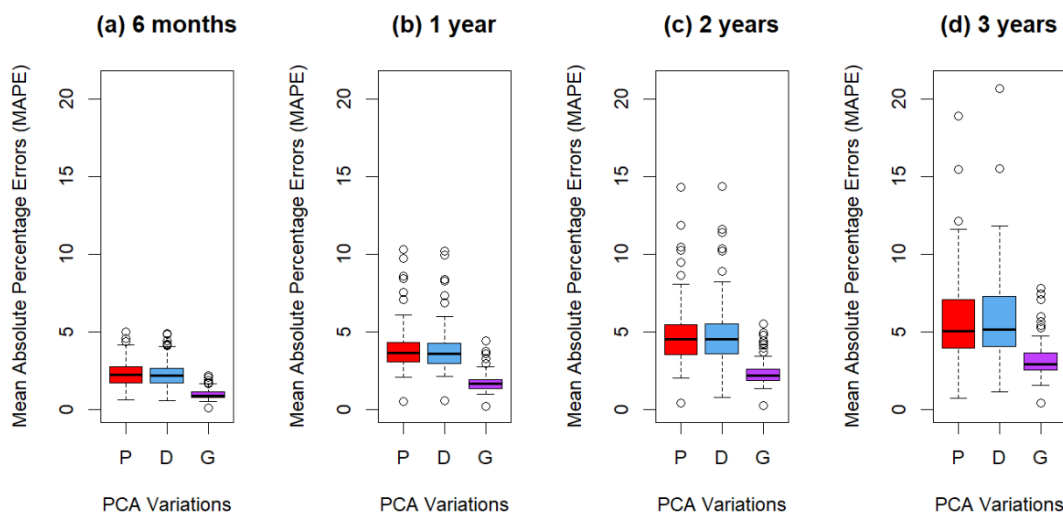 (a) 6 months
Mean Absolute Percentage Errors (MAPE)
20
15
10
5
0
P D G
PCA Variations
(b) 1 year
Mean Absolute Percentage Errors (MAPE)
20
15
10
5
0
P D G
PCA Variations
(c) 2 years
Mean Absolute Percentage Errors (MAPE)
20
15
10
5
0
P D G
PCA Variations
(d) 3 years
Mean Absolute Percentage Errors (MAPE)
20
15
10
5
0
P D G
PCA Variations